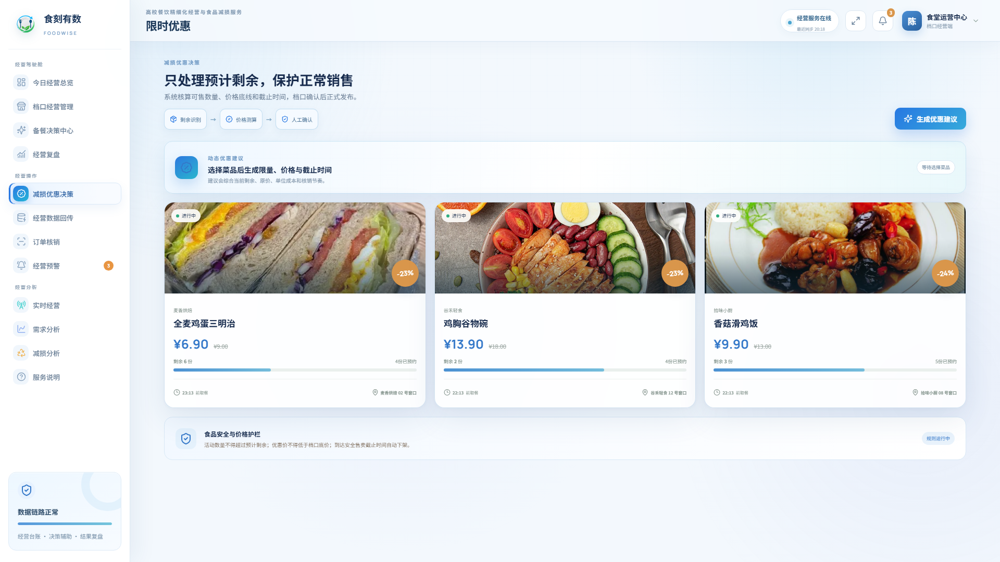 食刻有数
FOODWISE
经营驾驶舱
今日经营总览
档口经营管理
备餐决策中心
经营复盘
经营操作
减损优惠决策
经营数据回传
订单核销
经营预警
3
经营分析
实时经营
需求分析
减损分析
服务说明
数据链路正常
经营台账 • 决策辅助 • 结果复盘
高校餐饮精细化经营与食品减损服务
限时优惠
经营服务在线
最近同步 20:18
3
陈
食堂运营中心
档口经营端
减损优惠决策
只处理预计剩余，保护正常销售
系统核算可售数量、价格底线和截止时间，档口确认后正式发布。
剩余识别 → 价格测算 → 人工确认
生成优惠建议
动态优惠建议
选择菜品后生成限量、价格与截止时间
建议会综合当前剩余、原价、单位成本和核销节奏。
等待选择菜品
进行中
-23%
麦香烘焙
全麦鸡蛋三明治
¥6.90 ¥9.00
剩余 6 份 4份已预约
23:13 前取餐 麦香烘焙 02 号窗口
进行中
-23%
谷禾轻食
鸡胸谷物碗
¥13.90 ¥18.00
剩余 2 份 4份已预约
22:13 前取餐 谷禾轻食 12 号窗口
进行中
-24%
拾味小厨
香菇滑鸡饭
¥9.90 ¥13.00
剩余 3 份 5份已预约
22:13 前取餐 拾味小厨 08 号窗口
食品安全与价格护栏
活动数量不得超过预计剩余；优惠价不得低于档口底价；到达安全售卖截止时间自动下架。
规则运行中